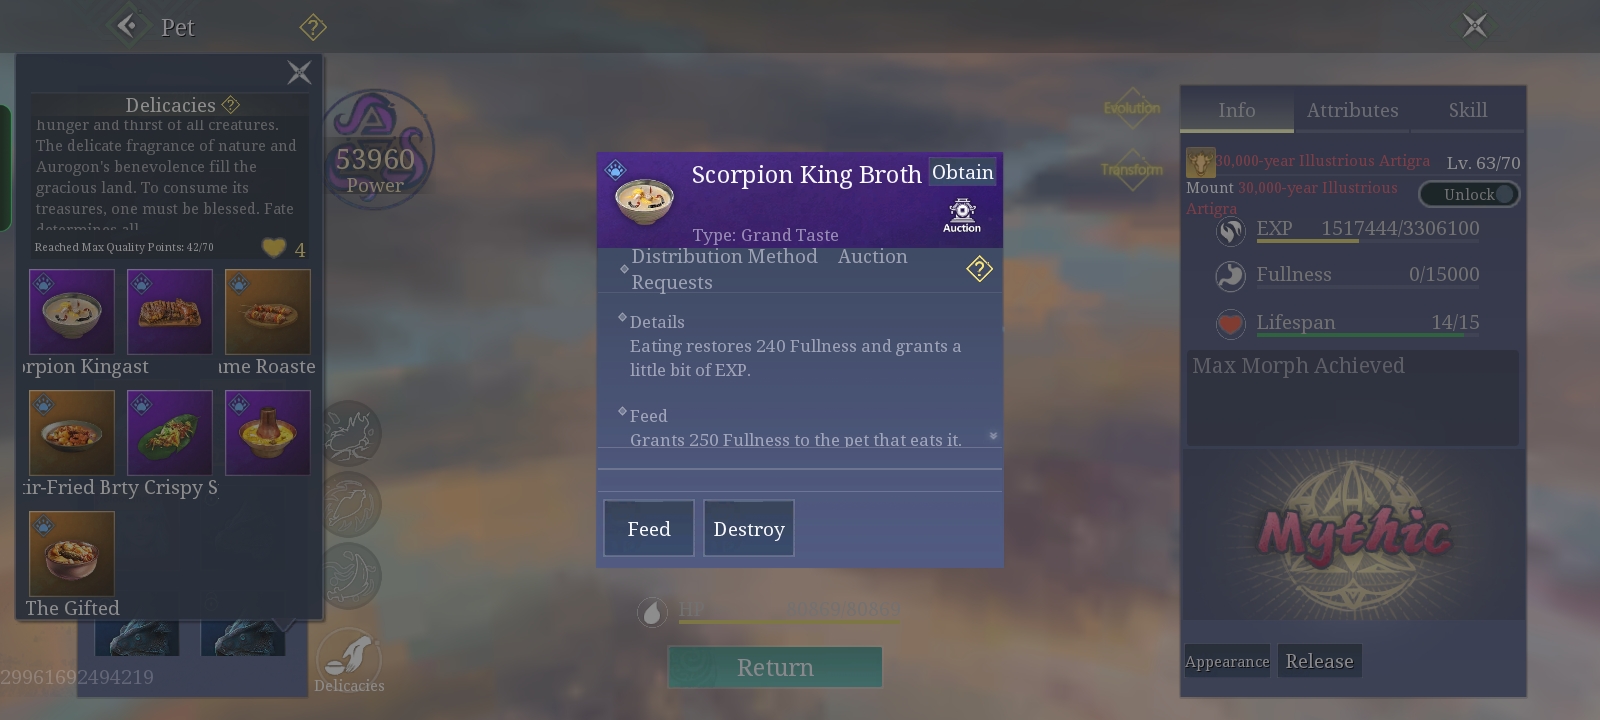 Pet
Delicacies
hunger and thirst of all creatures.
The delicate fragrance of nature and
Aurogon's benevolence fill the
gracious land. To consume its
treasures, one must be blessed. Fate
determines all
Reached Max Quality Points: 42/70
4
rpion Kingast
me Roaste
ir-Fried Brty Crispy S
The Gifted
29961692494219
53960
Power
Delicacies
Scorpion King Broth
Obtain
Auction
Type: Grand Taste
Distribution Method Auction
Requests
Details
Eating restores 240 Fullness and grants a
little bit of EXP.
Feed
Grants 250 Fullness to the pet that eats it.
Feed
Destroy
HP
Return
Evolution
Transform
Info
Attributes
Skill
30,000-year Illustrious Artigra
Lv. 63/70
Mount 30,000-year Illustrious
Artigra
Unlock
EXP 1517444/3306100
Fullness 0/15000
Lifespan 14/15
Max Morph Achieved
Mythic
Appearance
Release